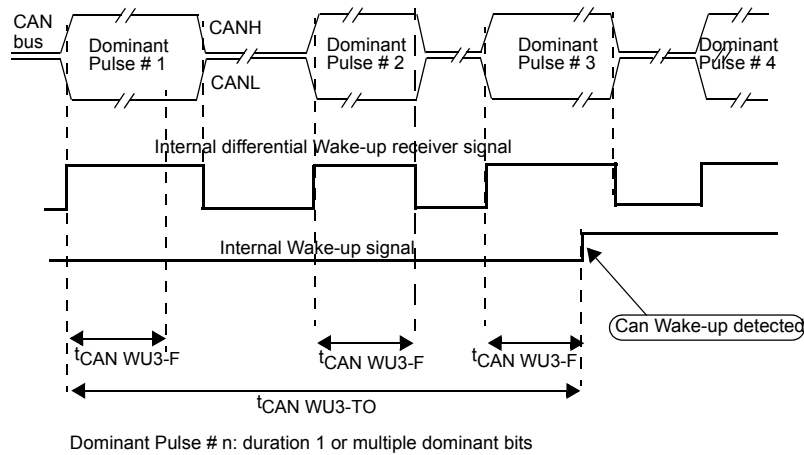 CAN
bus
CANH
CANL
Dominant
Pulse # 1
Dominant
Pulse # 2
Dominant
Pulse # 3
Dominant
Pulse # 4
Internal differential Wake-up receiver signal
Internal Wake-up signal
Can Wake-up detected
tCAN WU3-F
tCAN WU3-F
tCAN WU3-F
tCAN WU3-TO
Dominant Pulse # n: duration 1 or multiple dominant bits